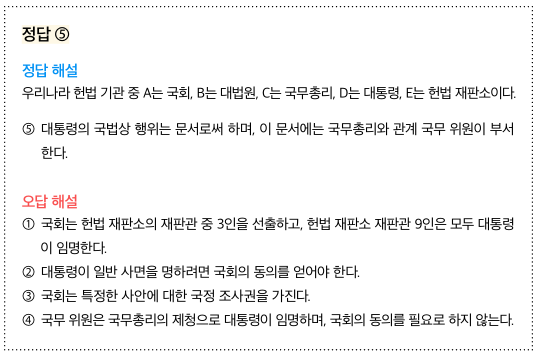 정답 ⑤
정답 해설
우리나라 헌법 기관 중 A는 국회, B는 대법원, C는 국무총리, D는 대통령, E는 헌법 재판소이다.
⑤ 대통령의 국법상 행위는 문서로써 하며, 이 문서에는 국무총리와 관계 국무 위원이 부서
한다.
오답 해설
① 국회는 헌법 재판소의 재판관 중 3인을 선출하고, 헌법 재판소 재판관 9인은 모두 대통령
이 임명한다.
② 대통령이 일반 사면을 명하려면 국회의 동의를 얻어야 한다.
③ 국회는 특정한 사안에 대한 국정 조사권을 가진다.
④ 국무 위원은 국무총리의 제청으로 대통령이 임명하며, 국회의 동의를 필요로 하지 않는다.